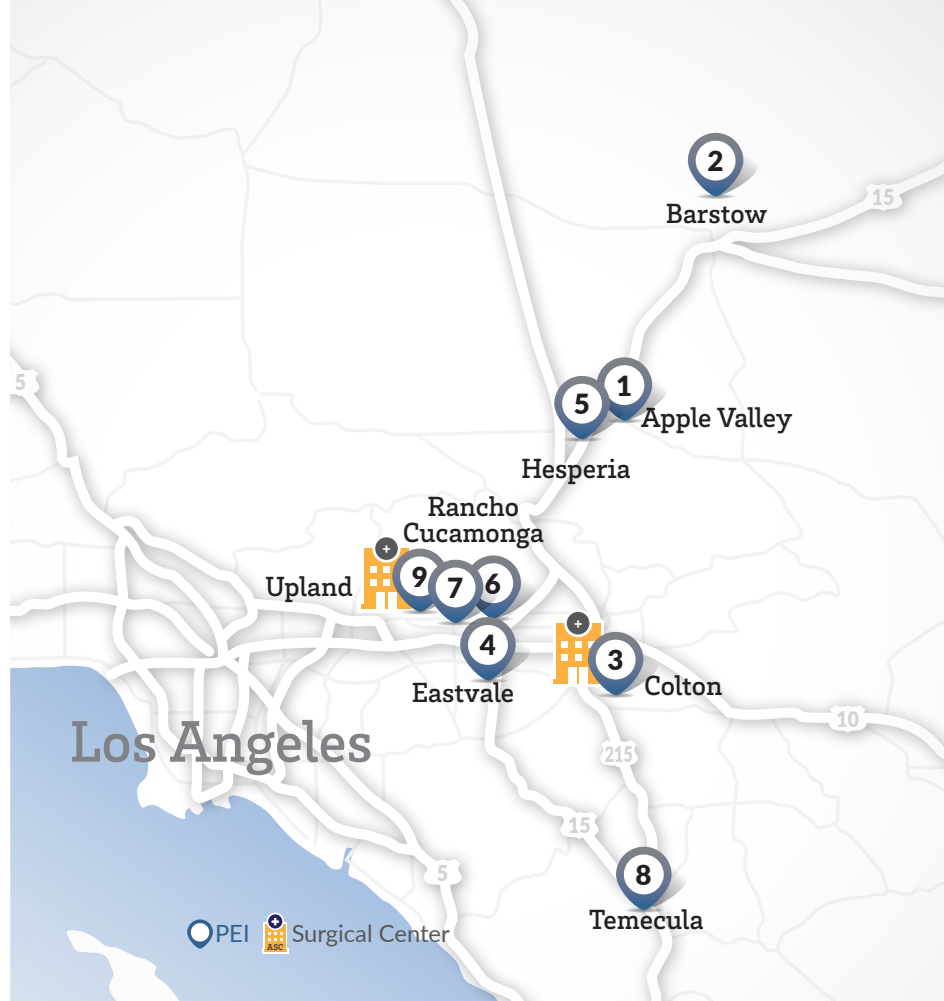 2
Barstow
15
5
1
5
Apple Valley
Hesperia
Rancho
Cucamonga
Upland
9
7
6
4
3
Eastvale
Colton
Los Angeles
10
215
15
5
8
Temecula
PEI
ASC
Surgical Center